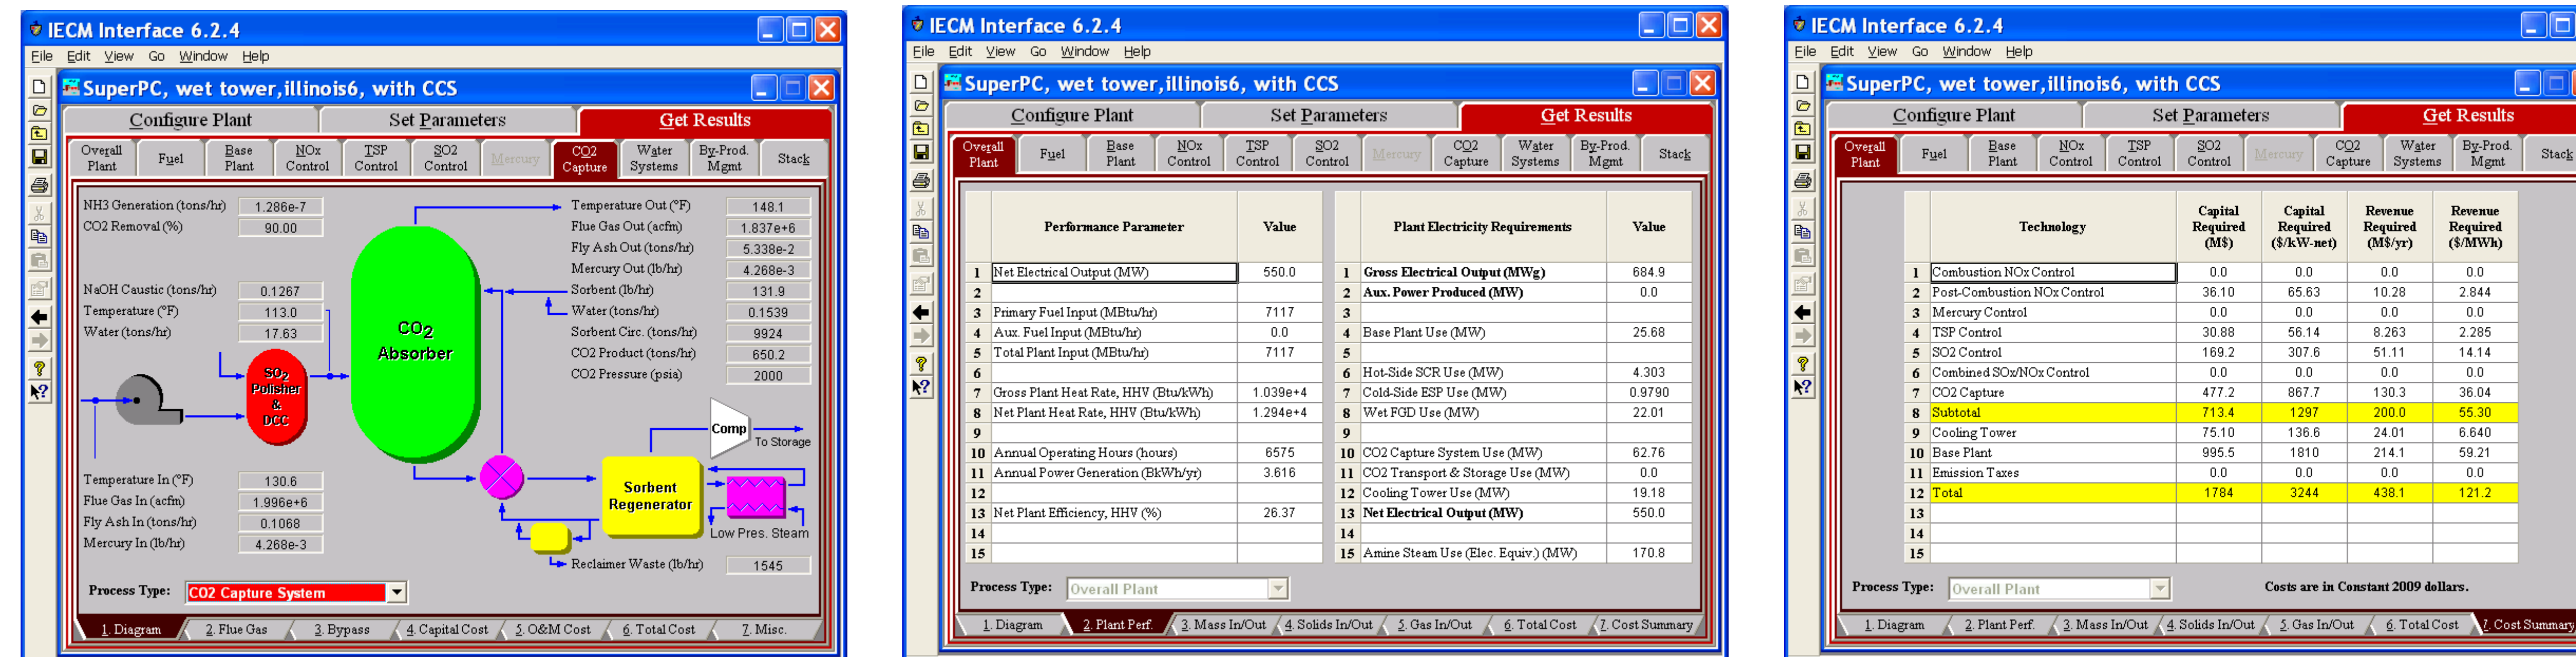 IECM Interface 6.2.4
File Edit View Go Window Help
SuperPC, wet tower,illinois6, with CCS
Configure Plant Set Parameters Get Results
Overall Plant Fuel Base Plant NOx Control TSP Control SO2 Control Mercury CO2 Capture Water Systems By-Prod. Mgmt Stack
NH3 Generation (tons/hr) 1.286e-7
CO2 Removal (%) 90.00
NaOH Caustic (tons/hr) 0.1267
Temperature (°F) 113.0
Water (tons/hr) 17.63
SO2 Polisher & DCC
CO2 Absorber
Temperature Out (°F) 148.1
Flue Gas Out (acfm) 1.837e+6
Fly Ash Out (tons/hr) 5.338e-2
Mercury Out (lb/hr) 4.268e-3
Sorbent (lb/hr) 131.9
Water (tons/hr) 0.1539
Sorbent Circ. (tons/hr) 9924
CO2 Product (tons/hr) 650.2
CO2 Pressure (psia) 2000
Comp
To Storage
Sorbent Regenerator
Low Pres. Steam
Temperature In (°F) 130.6
Flue Gas In (acfm) 1.996e+6
Fly Ash In (tons/hr) 0.1068
Mercury In (lb/hr) 4.268e-3
Reclaimer Waste (lb/hr) 1545
Process Type: CO2 Capture System
1. Diagram 2. Flue Gas 3. Bypass 4. Capital Cost 5. O&M Cost 6. Total Cost 7. Misc.
IECM Interface 6.2.4
File Edit View Go Window Help
SuperPC, wet tower,illinois6, with CCS
Configure Plant Set Parameters Get Results
Overall Plant Fuel Base Plant NOx Control TSP Control SO2 Control Mercury CO2 Capture Water Systems By-Prod. Mgmt Stack
Performance Parameter Value Plant Electricity Requirements Value
1 Net Electrical Output (MW) 550.0 1 Gross Electrical Output (MWg) 684.9
2 2 Aux. Power Produced (MW) 0.0
3 Primary Fuel Input (MBtu/hr) 7117 3
4 Aux. Fuel Input (MBtu/hr) 0.0 4 Base Plant Use (MW) 25.68
5 Total Plant Input (MBtu/hr) 7117 5
6 6 Hot-Side SCR Use (MW) 4.303
7 Gross Plant Heat Rate, HHV (Btu/kWh) 1.039e+4 7 Cold-Side ESP Use (MW) 0.9790
8 Net Plant Heat Rate, HHV (Btu/kWh) 1.294e+4 8 Wet FGD Use (MW) 22.01
9 9
10 Annual Operating Hours (hours) 6575 10 CO2 Capture System Use (MW) 62.76
11 Annual Power Generation (BkWh/yr) 3.616 11 CO2 Transport & Storage Use (MW) 0.0
12 12 Cooling Tower Use (MW) 19.18
13 Net Plant Efficiency, HHV (%) 26.37 13 Net Electrical Output (MW) 550.0
14 14
15 15 Amine Steam Use (Elec. Equiv.) (MW) 170.8
Process Type: Overall Plant
1. Diagram 2. Plant Perf. 3. Mass In/Out 4. Solids In/Out 5. Gas In/Out 6. Total Cost 7. Cost Summary
IECM Interface 6.2.4
File Edit View Go Window Help
SuperPC, wet tower,illinois6, with CCS
Configure Plant Set Parameters Get Results
Overall Plant Fuel Base Plant NOx Control TSP Control SO2 Control Mercury CO2 Capture Water Systems By-Prod. Mgmt Stack
Technology Capital Required (M$) Capital Required ($/kW-net) Revenue Required (M$/yr) Revenue Required ($/MWh)
1 Combustion NOx Control 0.0 0.0 0.0 0.0
2 Post-Combustion NOx Control 36.10 65.63 10.28 2.844
3 Mercury Control 0.0 0.0 0.0 0.0
4 TSP Control 30.88 56.14 8.263 2.285
5 SO2 Control 169.2 307.6 51.11 14.14
6 Combined SOx/NOx Control 0.0 0.0 0.0 0.0
7 CO2 Capture 477.2 867.7 130.3 36.04
8 Subtotal 713.4 1297 200.0 55.30
9 Cooling Tower 75.10 136.6 24.01 6.640
10 Base Plant 995.5 1810 214.1 59.21
11 Emission Taxes 0.0 0.0 0.0 0.0
12 Total 1784 3244 438.1 121.2
13
14
15
Process Type: Overall Plant Costs are in Constant 2009 dollars.
1. Diagram 2. Plant Perf. 3. Mass In/Out 4. Solids In/Out 5. Gas In/Out 6. Total Cost 7. Cost Summary